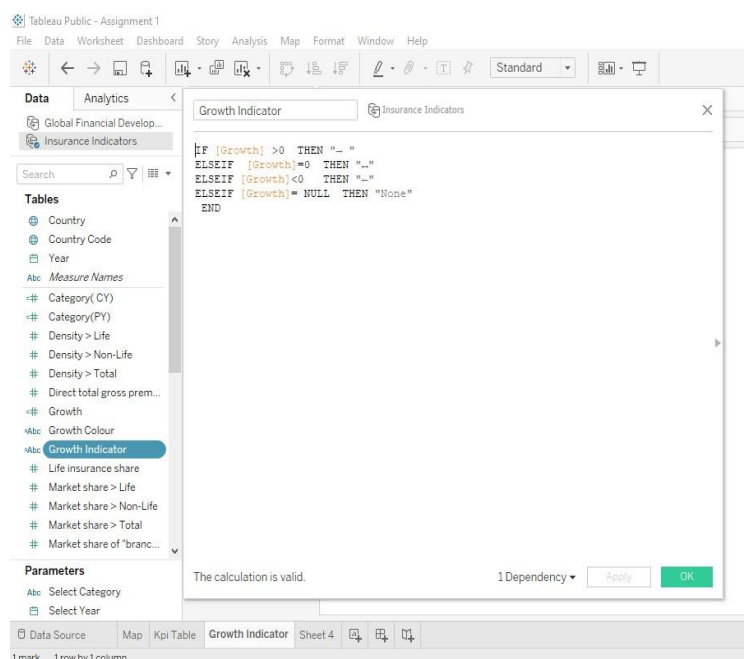 Tableau Public - Assignment 1
File Data Worksheet Dashboard Story Analysis Map Format Window Help
Standard
Data Analytics
Global Financial Develop...
Insurance Indicators
Search
Tables
Country
Country Code
Year
Abc Measure Names
=# Category( CY)
=# Category(PY)
# Density > Life
# Density > Non-Life
# Density > Total
# Direct total gross prem...
=# Growth
=Abc Growth Colour
=Abc Growth Indicator
# Life insurance share
# Market share > Life
# Market share > Non-Life
# Market share > Total
# Market share of "branc...
Parameters
Abc Select Category
Select Year
Growth Indicator
Insurance Indicators
IF [Growth] >0 THEN "→ "
ELSEIF [Growth]=0 THEN "↔"
ELSEIF [Growth]<0 THEN "←"
ELSEIF [Growth]= NULL THEN "None"
END
The calculation is valid.
1 Dependency
Apply
OK
Data Source Map Kpi Table Growth Indicator Sheet 4
1 mark 1 row by 1 column